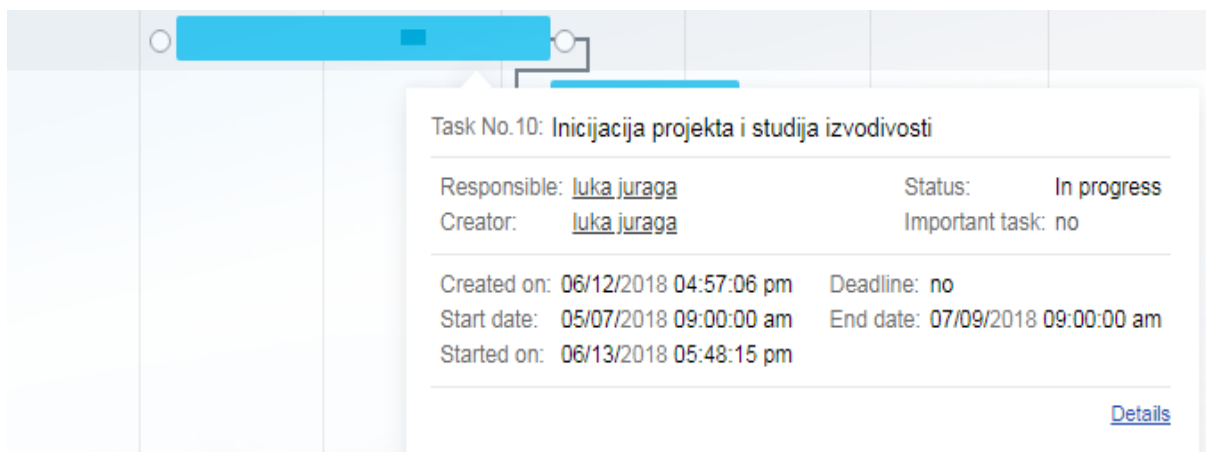 Task No.10: Inicijacija projekta i studija izvodivosti
Responsible: luka juraga Status: In progress
Creator: luka juraga Important task: no
Created on: 06/12/2018 04:57:06 pm Deadline: no
Start date: 05/07/2018 09:00:00 am End date: 07/09/2018 09:00:00 am
Started on: 06/13/2018 05:48:15 pm
Details